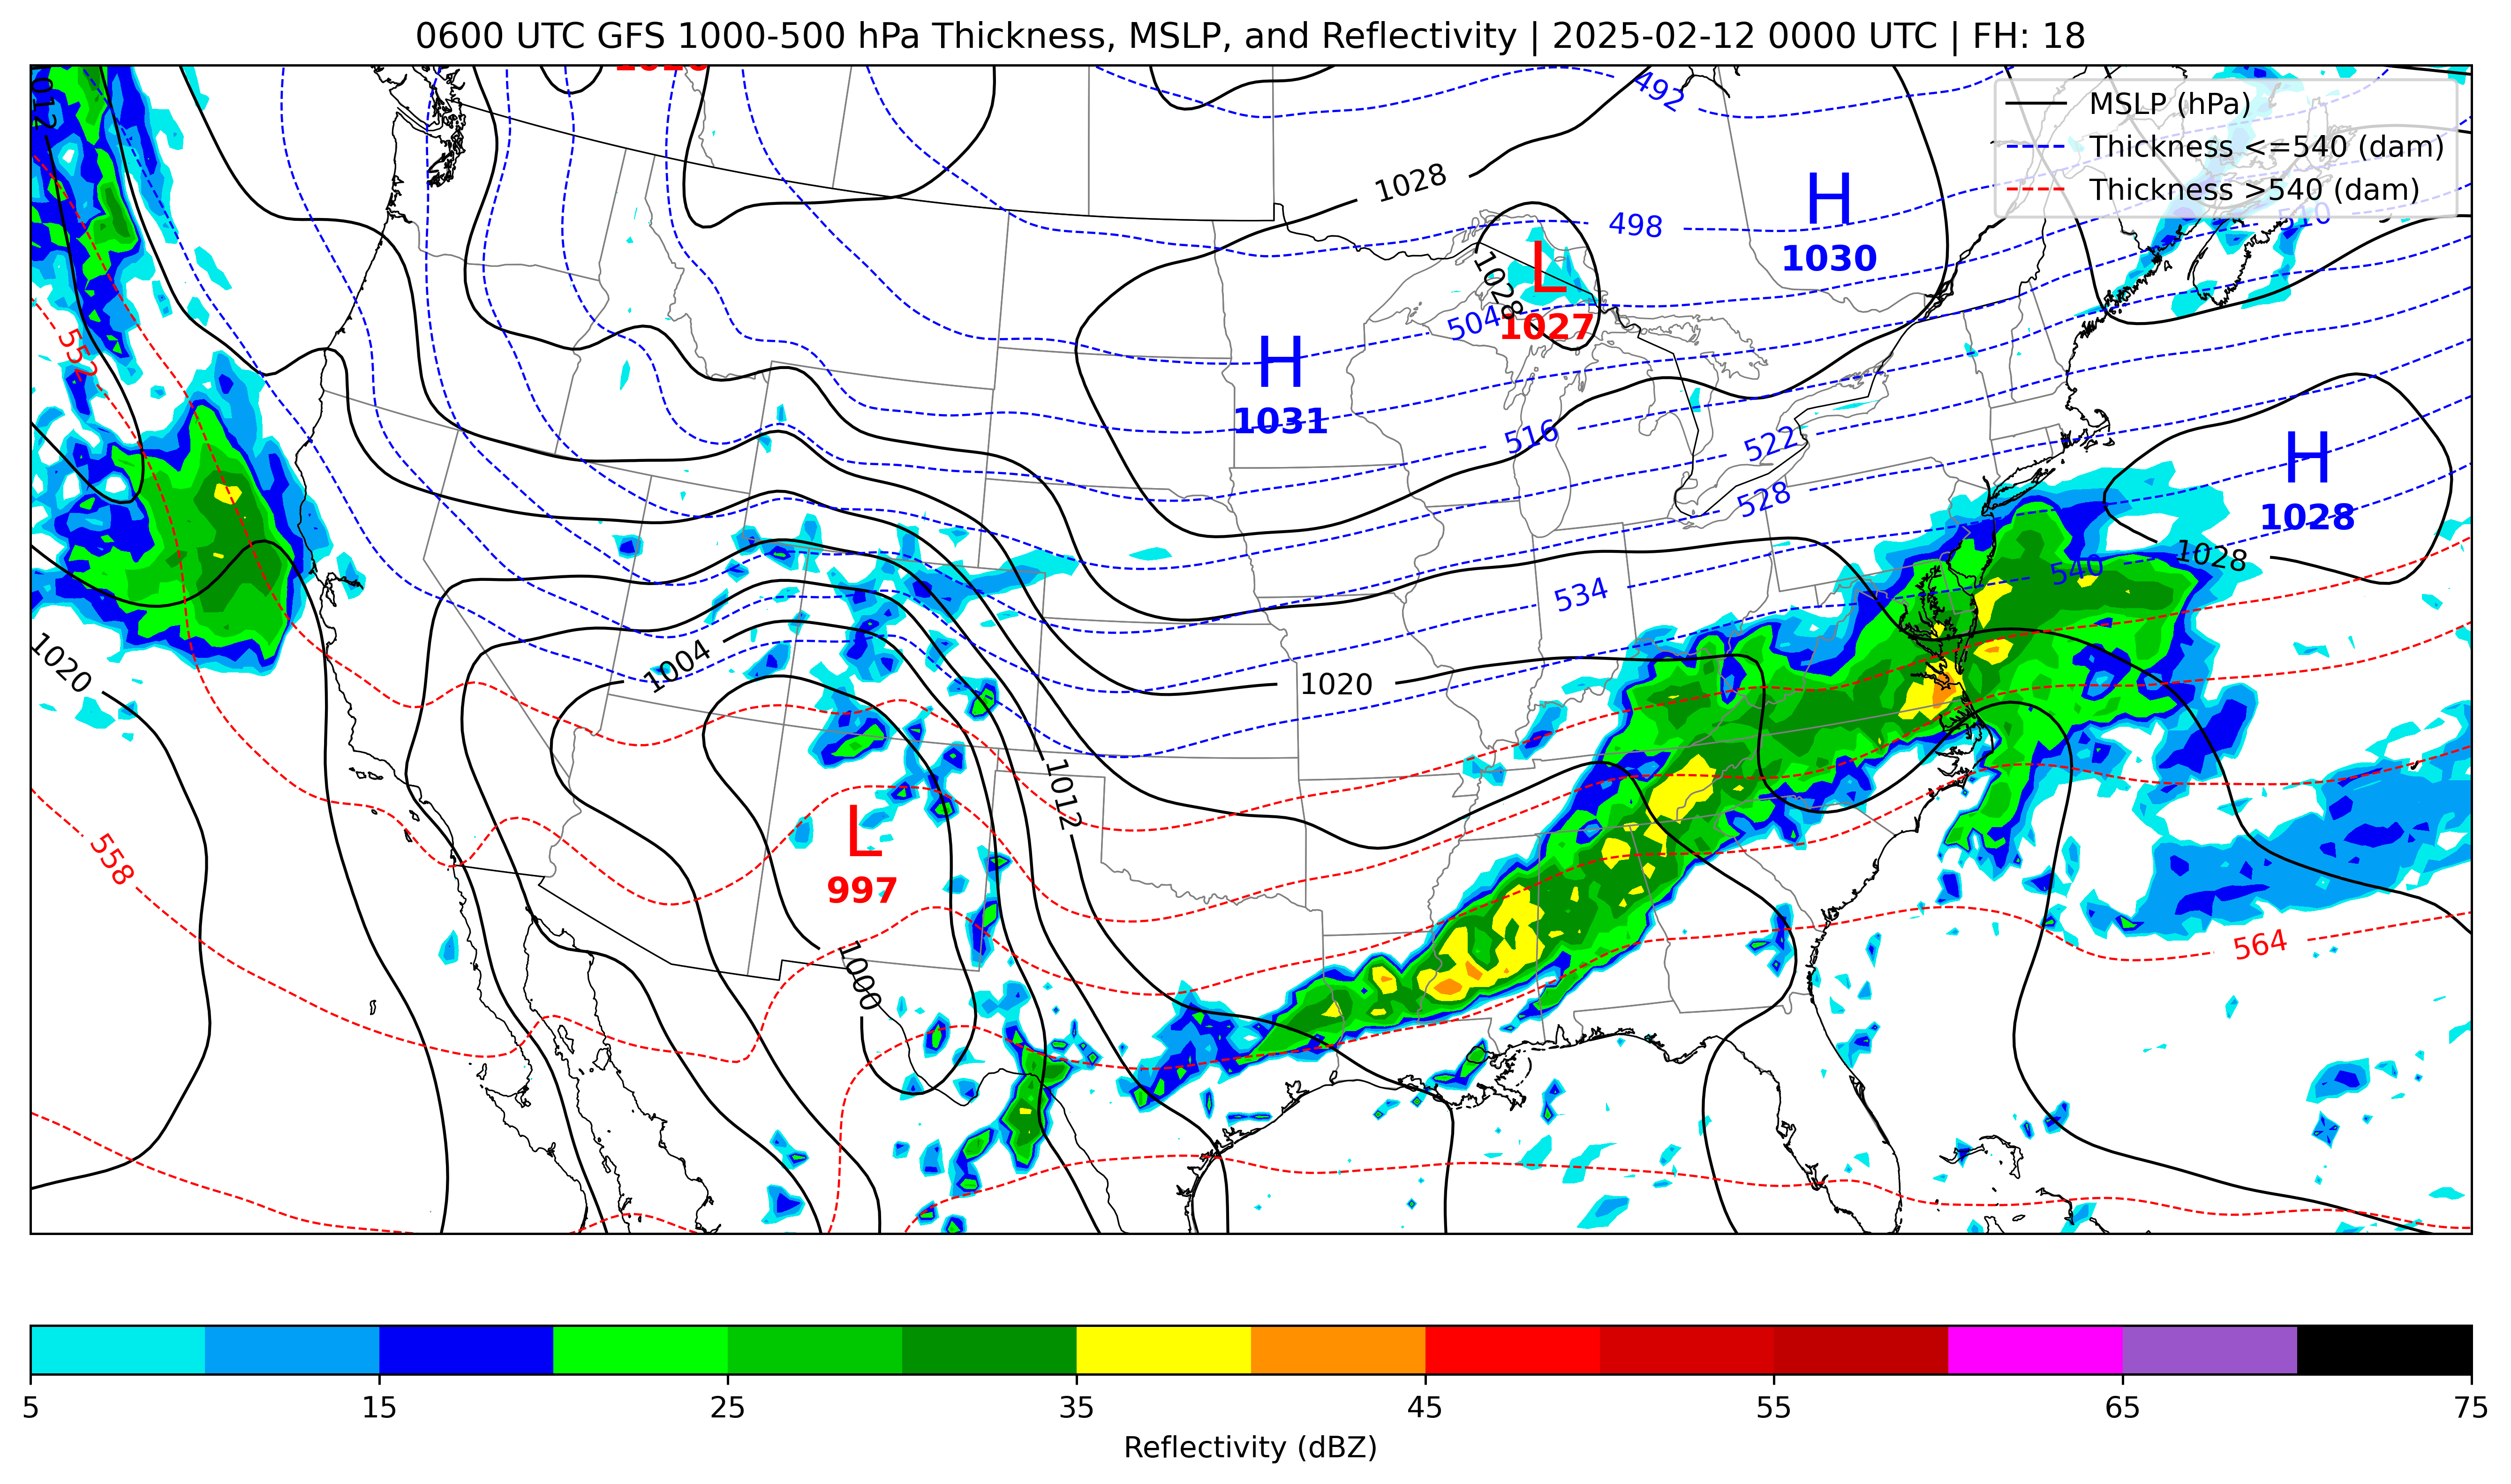 0600 UTC GFS 1000-500 hPa Thickness, MSLP, and Reflectivity | 2025-02-12 0000 UTC | FH: 18
MSLP (hPa)
Thickness <=540 (dam)
Thickness >540 (dam)
492
1028
H
1030
498
510
L
1027
1028
504
552
H
1031
516
522
528
H
1028
1028
540
534
1020
1004
1020
1012
L
997
558
1000
564
5 15 25 35 45 55 65 75
Reflectivity (dBZ)